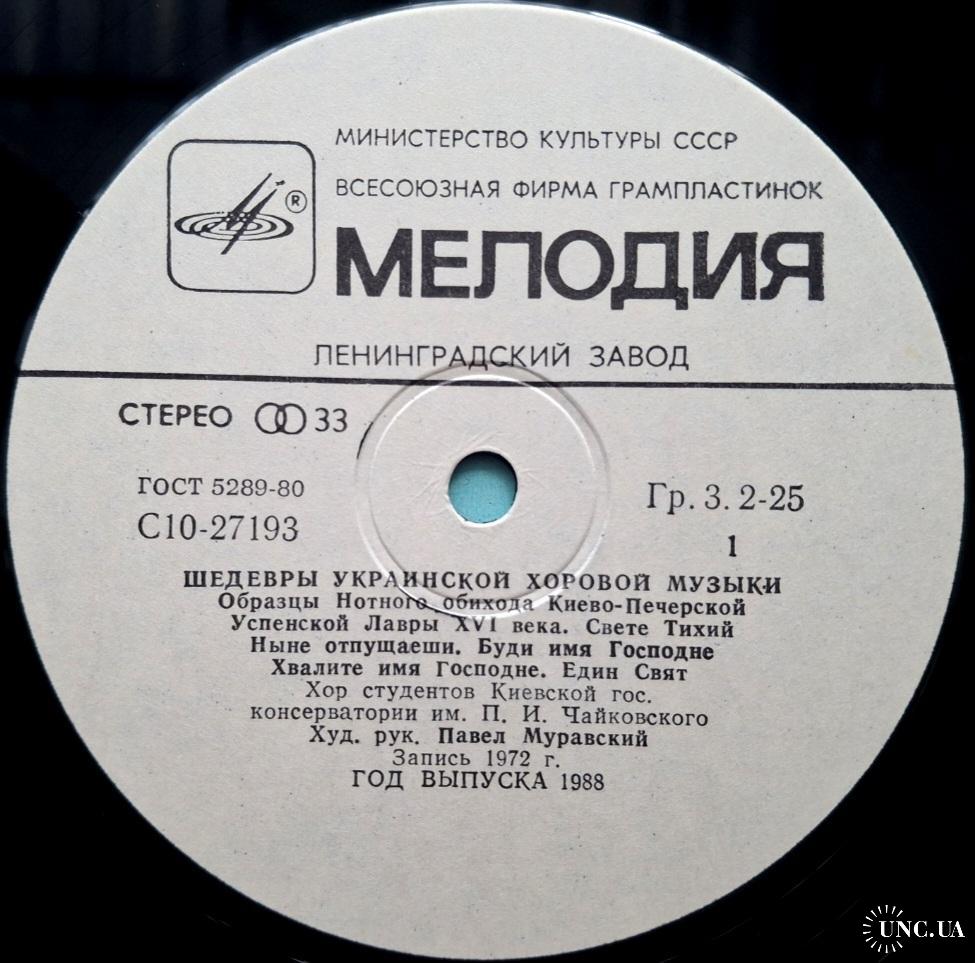 МИНИСТЕРСТВО КУЛЬТУРЫ СССР
ВСЕСОЮЗНАЯ ФИРМА ГРАМПЛАСТИНОК
®
МЕЛОДИЯ
ЛЕНИНГРАДСКИЙ ЗАВОД
СТЕРЕО 33
ГОСТ 5289-80
Гр. 3. 2-25
С10-27193
1
ШЕДЕВРЫ УКРАИНСКОЙ ХОРОВОЙ МУЗЫКИ
Образцы Нотного обихода Киево-Печерской
Успенской Лавры XVI века. Свете Тихий
Ныне отпущаеши. Буди имя Господне
Хвалите имя Господне. Един Свят
Хор студентов Киевской гос.
консерватории им. П. И. Чайковского
Худ. рук. Павел Муравский
Запись 1972 г.
ГОД ВЫПУСКА 1988
UNC.UA